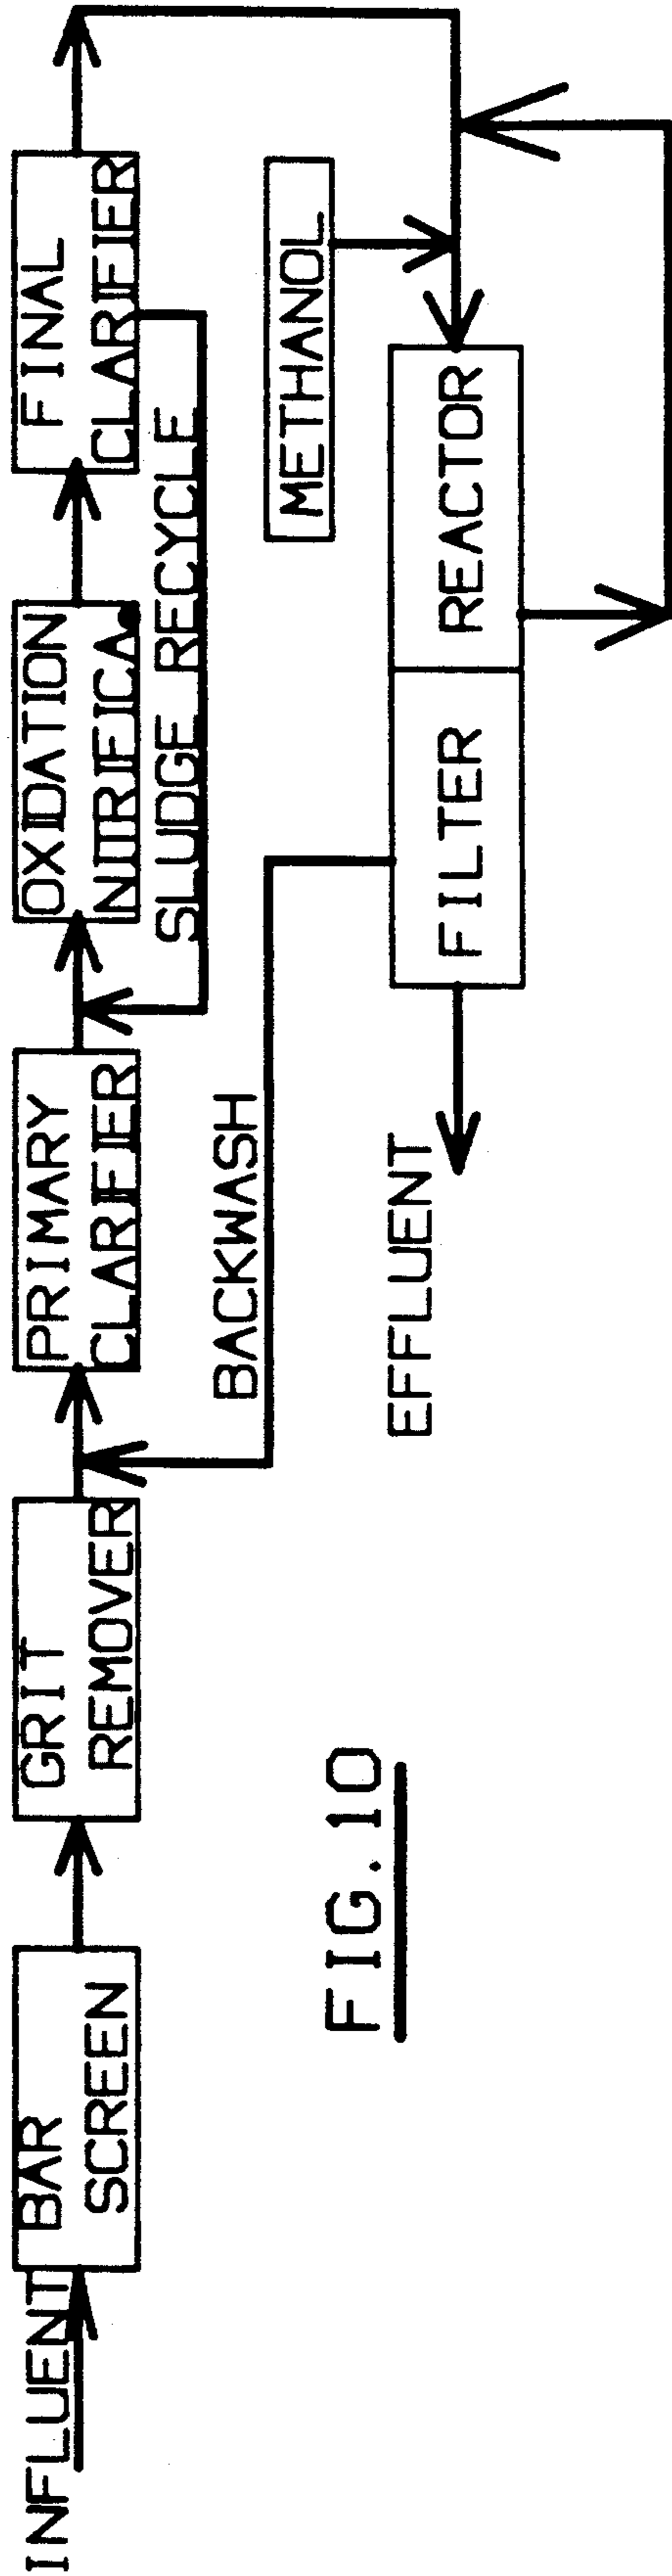 INFLUENT
BAR
SCREEN
GRIT
REMOVER
PRIMARY
CLARIFIER
OXIDATION
NITRIFICA
FINAL
CLARIFIER
SLUDGE RECYCLE
BACKWASH
METHANOL
EFFLUENT
FILTER
REACTOR
FIG.10